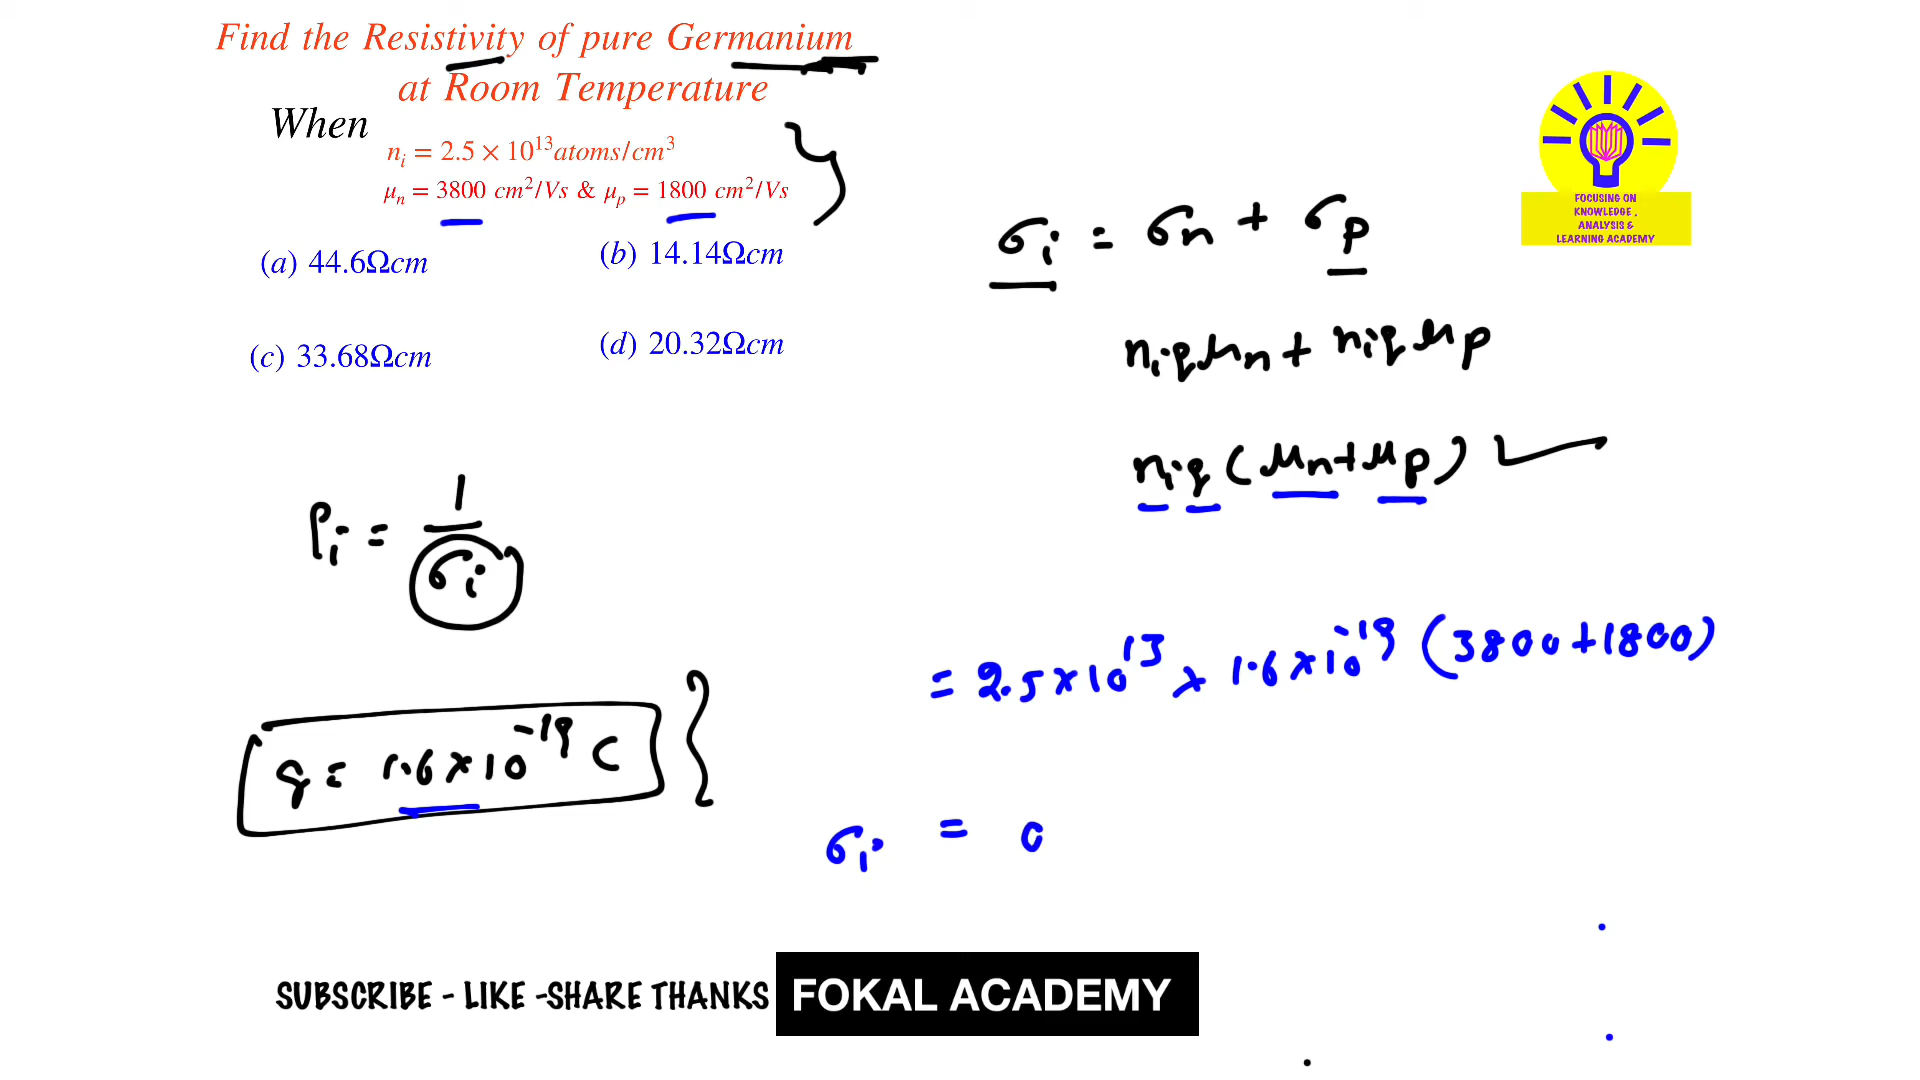 Find the Resistivity of pure Germanium
at Room Temperature
When
nᵢ = 2.5 × 10¹³atoms/cm³
μₙ = 3800 cm²/Vs & μₚ = 1800 cm²/Vs
(a) 44.6Ωcm
(b) 14.14Ωcm
(c) 33.68Ωcm
(d) 20.32Ωcm
FOCUSING ON
KNOWLEDGE ,
ANALYSIS &
LEARNING ACADEMY
σᵢ = σn + σp
nᵢqμn + nᵢqμp
nᵢq(μn+μp)
ρᵢ = 1/σᵢ
= 2.5×10¹³ × 1.6×10⁻¹⁹ (3800+1800)
q = 1.6×10⁻¹⁹ C
σᵢ = 0
SUBSCRIBE - LIKE -SHARE THANKS
FOKAL ACADEMY